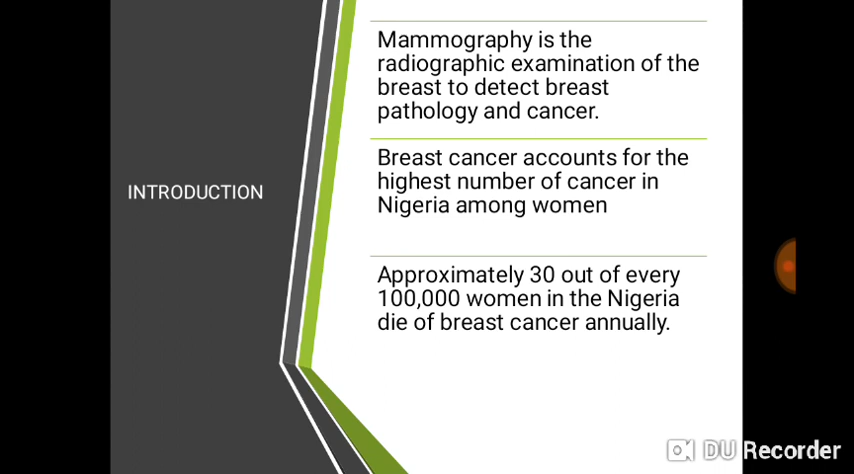 INTRODUCTION
Mammography is the
radiographic examination of the
breast to detect breast
pathology and cancer.
Breast cancer accounts for the
highest number of cancer in
Nigeria among women
Approximately 30 out of every
100,000 women in the Nigeria
die of breast cancer annually.
DU Recorder